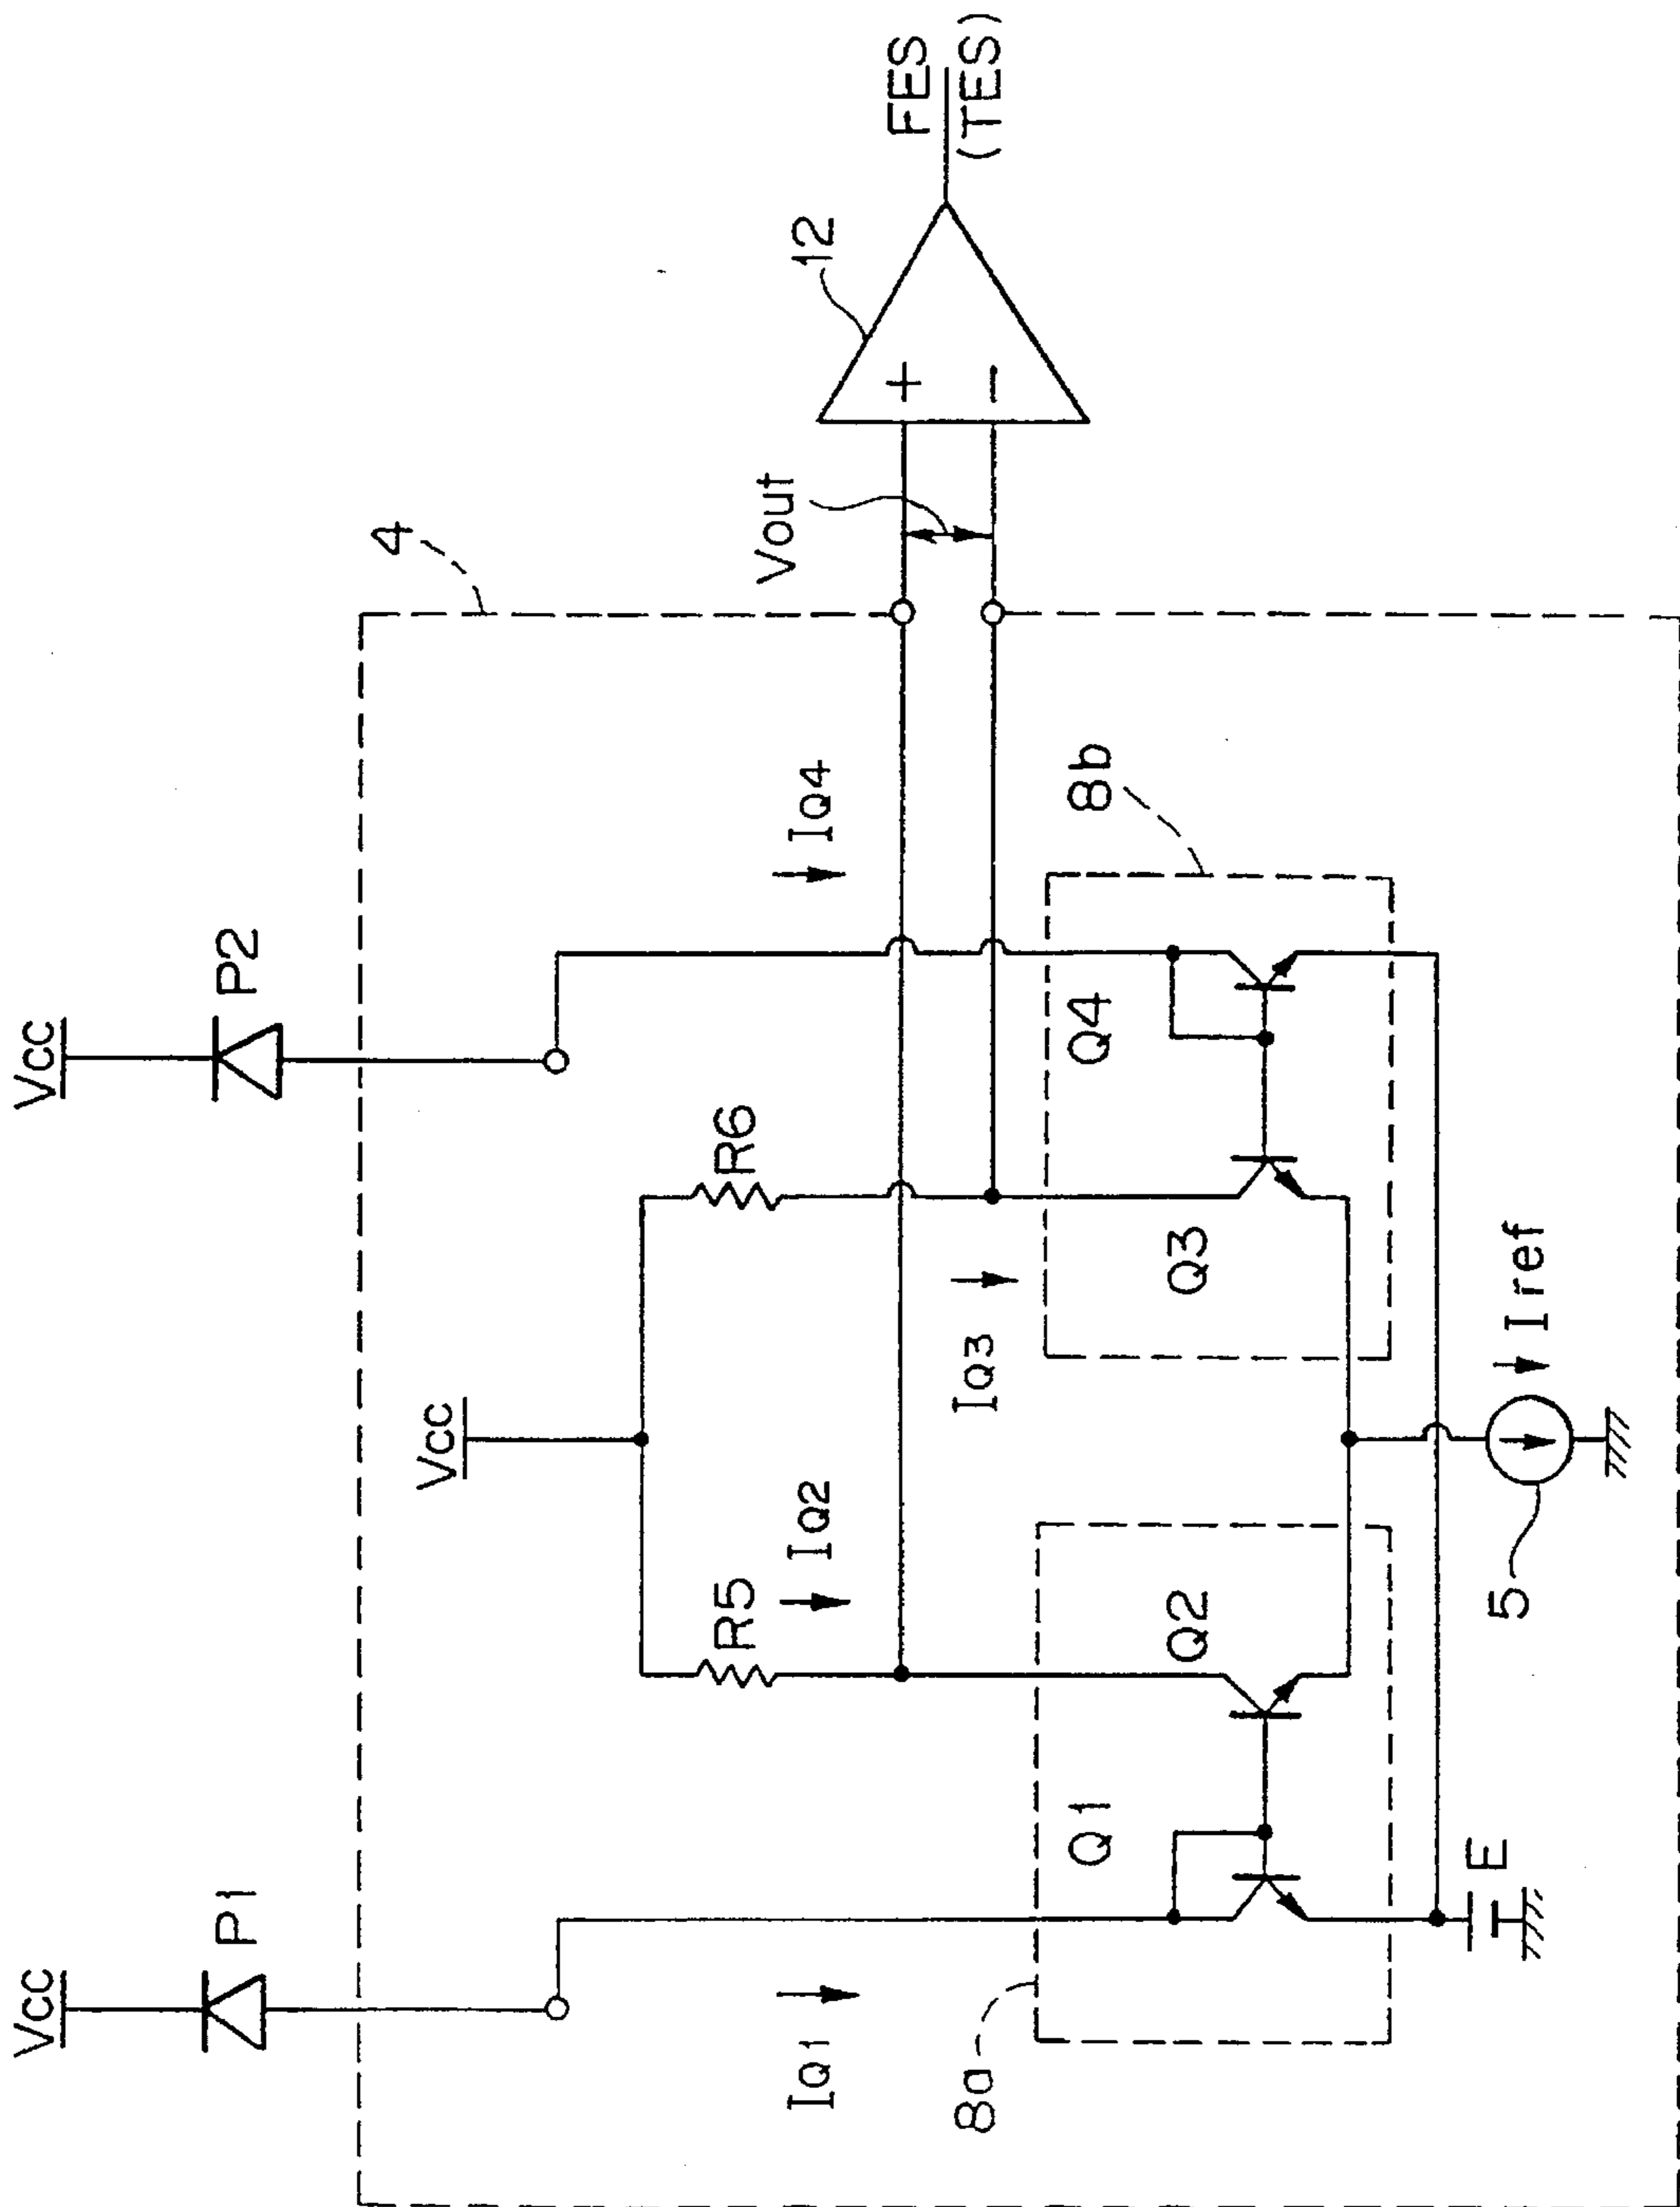 Vcc
P1
Vcc
P2
4
Vcc
R5
R6
IQ1
IQ2
IQ3
IQ4
Vout
12
+
-
FES
(TES)
8a
Q1
Q2
Q3
Q4
8b
E
5
Iref